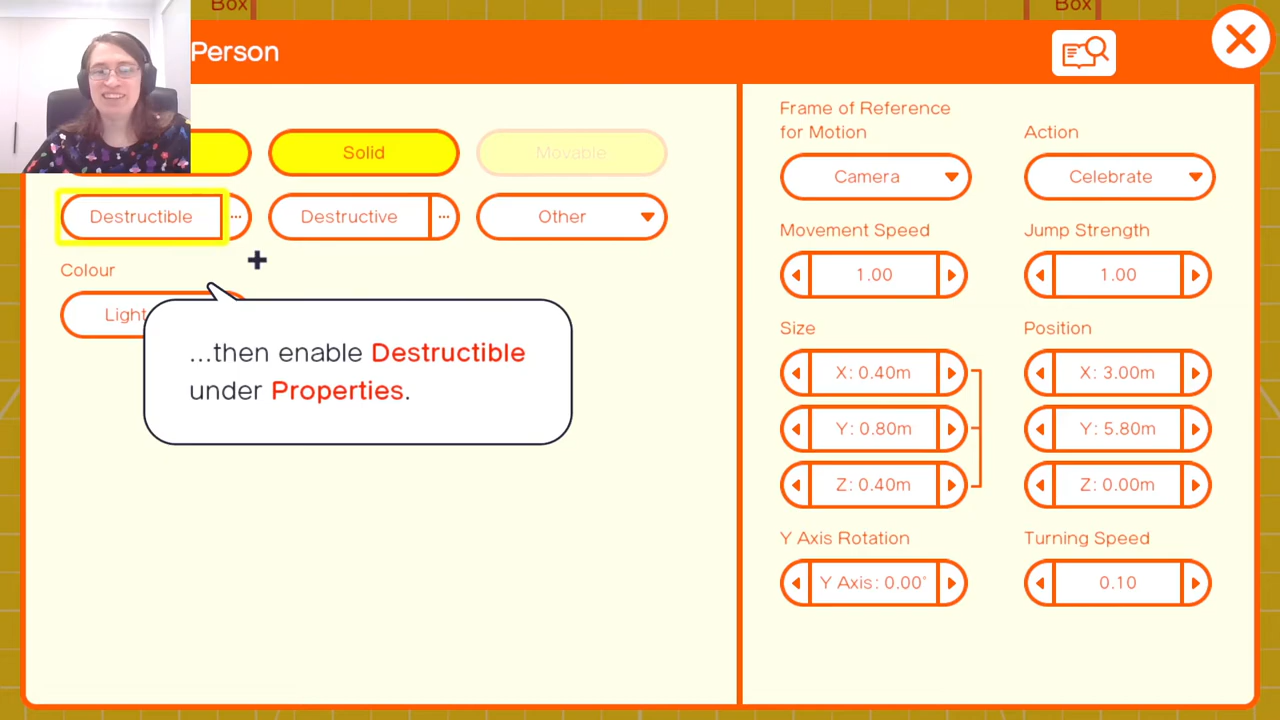 Box
Box
Person
Solid
Movable
Destructible
...
Destructive
...
Other
Colour
Light
...then enable Destructible
under Properties.
Frame of Reference
for Motion
Camera
Action
Celebrate
Movement Speed
1.00
Jump Strength
1.00
Size
X: 0.40m
Y: 0.80m
Z: 0.40m
Position
X: 3.00m
Y: 5.80m
Z: 0.00m
Y Axis Rotation
Y Axis: 0.00°
Turning Speed
0.10